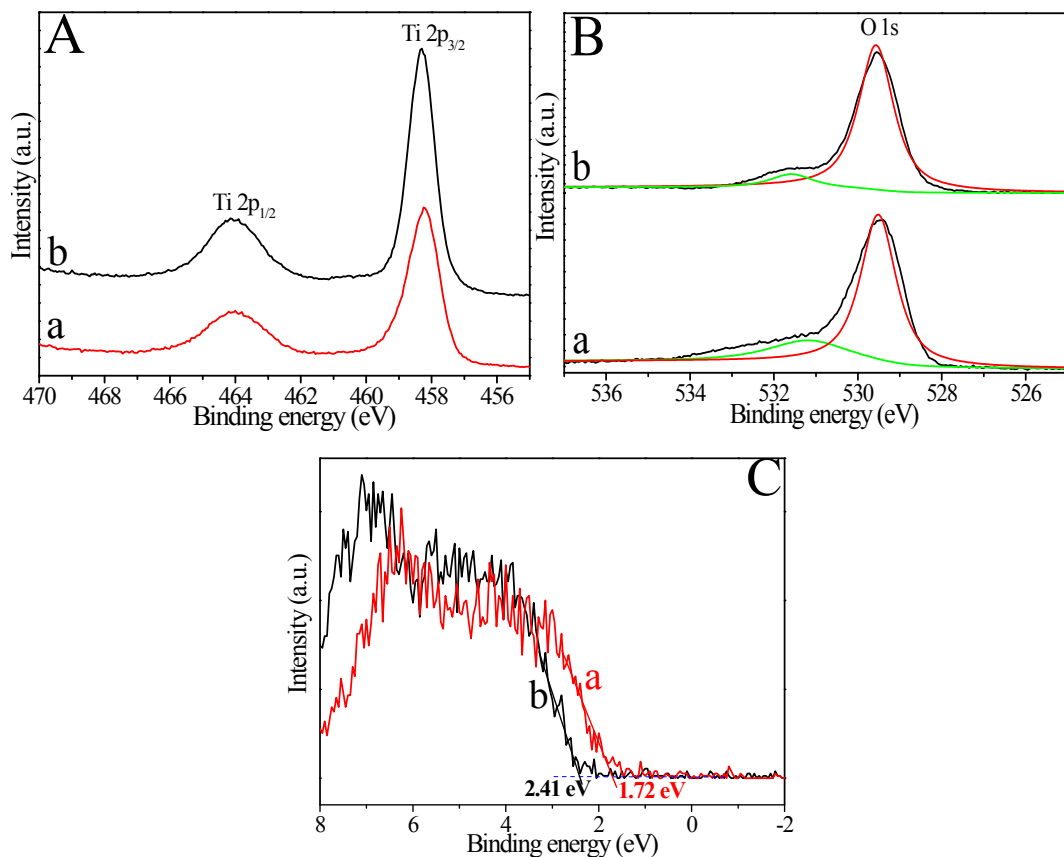 A
Ti 2p3/2
Ti 2p1/2
b
a
Intensity (a.u.)
470 468 466 464 462 460 458 456
Binding energy (eV)
B
O 1s
b
a
Intensity (a.u.)
536 534 532 530 528 526
Binding energy (eV)
C
a
b
2.41 eV 1.72 eV
Intensity (a.u.)
8 6 4 2 0 -2
Binding energy (eV)